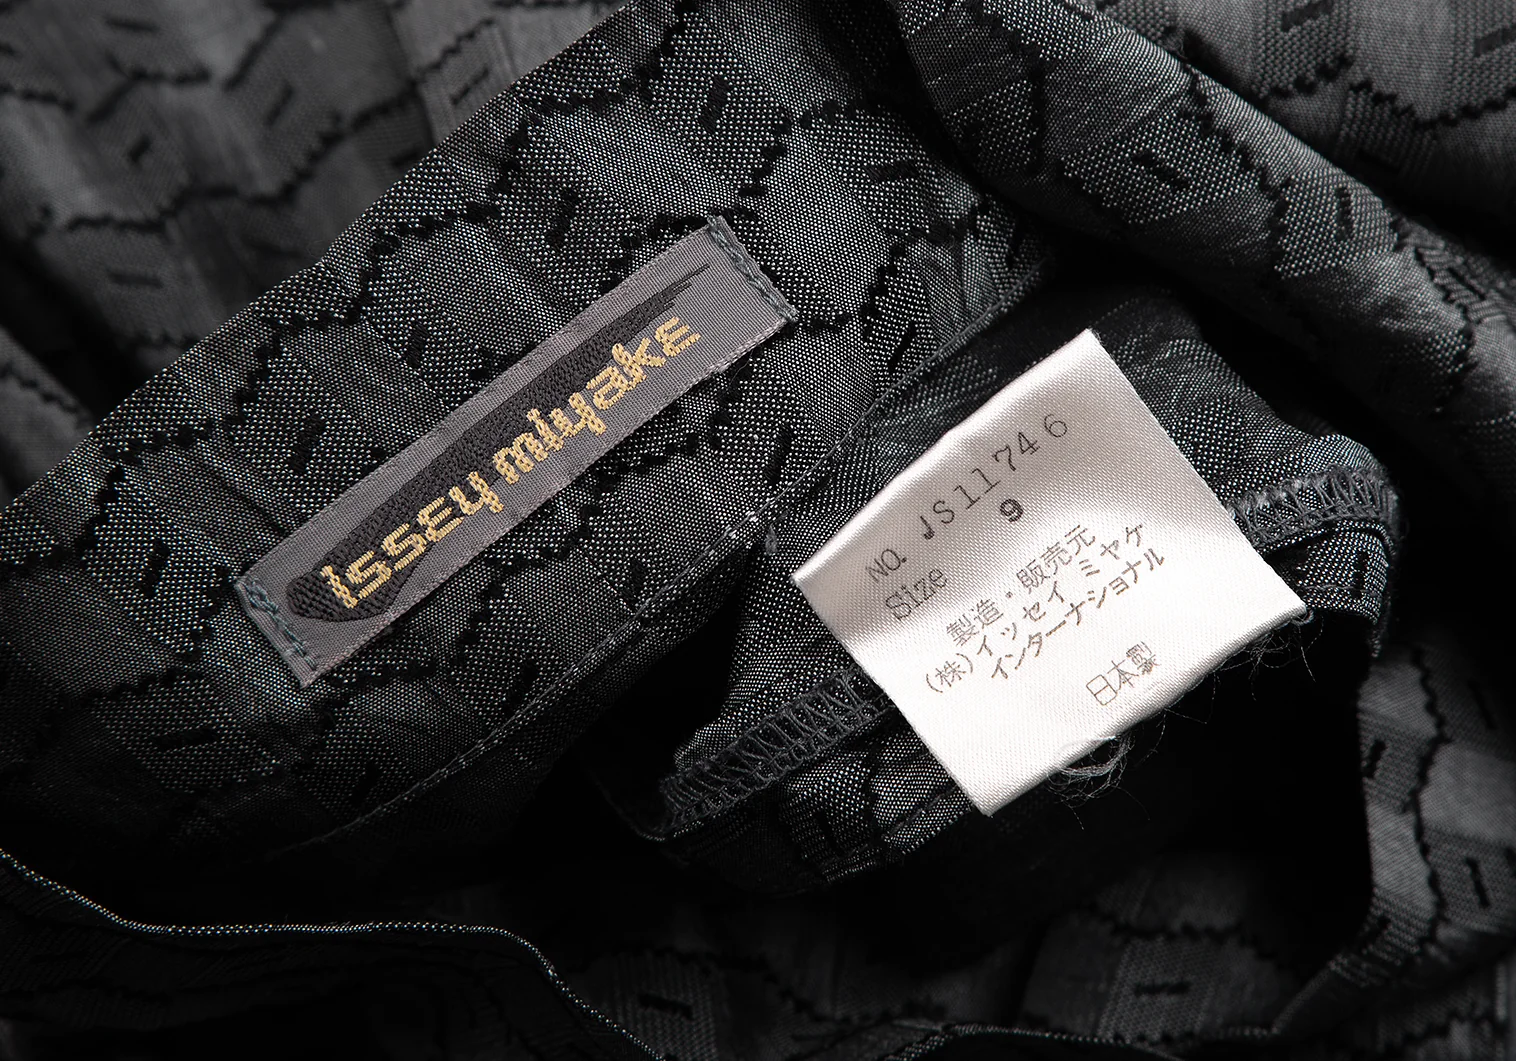 ISSEY MIYAKE
NO. JS11746
Size 9
製造・販売元
(株)イッセイ ミヤケ
インターナショナル
日本製